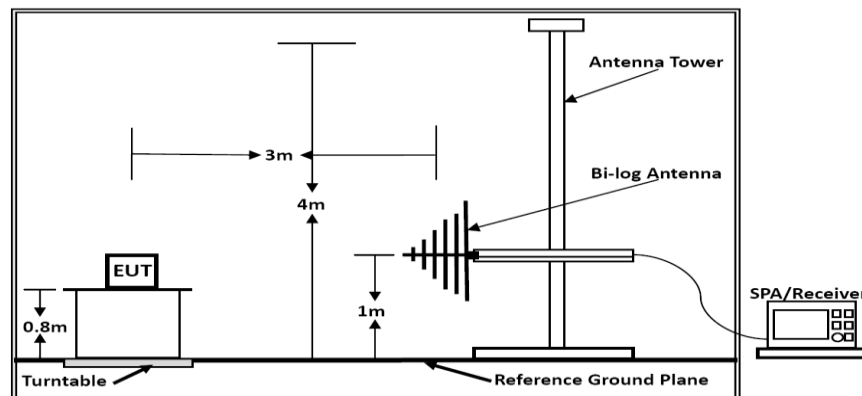 Antenna Tower
3m
Bi-log Antenna
4m
EUT
SPA/Receiver
0.8m
1m
Turntable
Reference Ground Plane